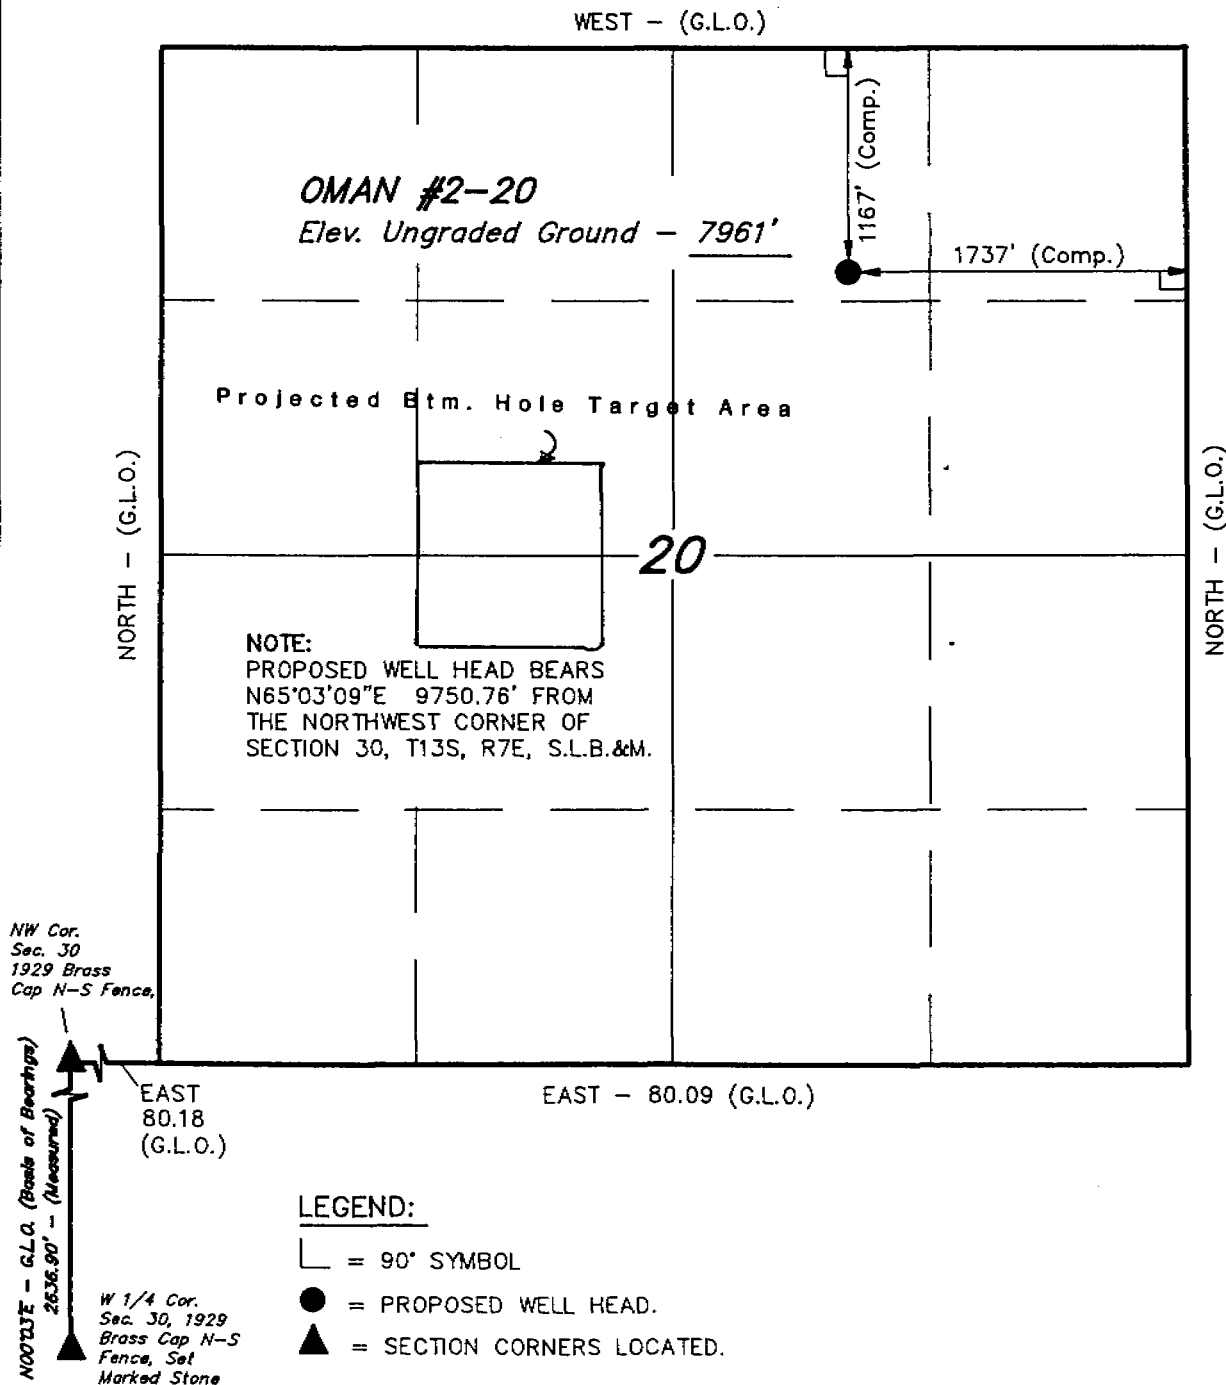 WEST - (G.L.O.)
1167' (Comp.)
OMAN #2-20
Elev. Ungraded Ground - 7961'
1737' (Comp.)
Projected Btm. Hole Target Area
NORTH - (G.L.O.)
NORTH - (G.L.O.)
20
NOTE:
PROPOSED WELL HEAD BEARS
N65°03'09"E 9750.76' FROM
THE NORTHWEST CORNER OF
SECTION 30, T13S, R7E, S.L.B.&M.
NW Cor.
Sec. 30
1929 Brass
Cap N-S Fence,
EAST
80.18
(G.L.O.)
EAST - 80.09 (G.L.O.)
N00°03'E - G.L.O. (Basis of Bearings)
2636.90' - (Measured)
W 1/4 Cor.
Sec. 30, 1929
Brass Cap N-S
Fence, Set
Marked Stone
LEGEND:
= 90° SYMBOL
= PROPOSED WELL HEAD.
= SECTION CORNERS LOCATED.